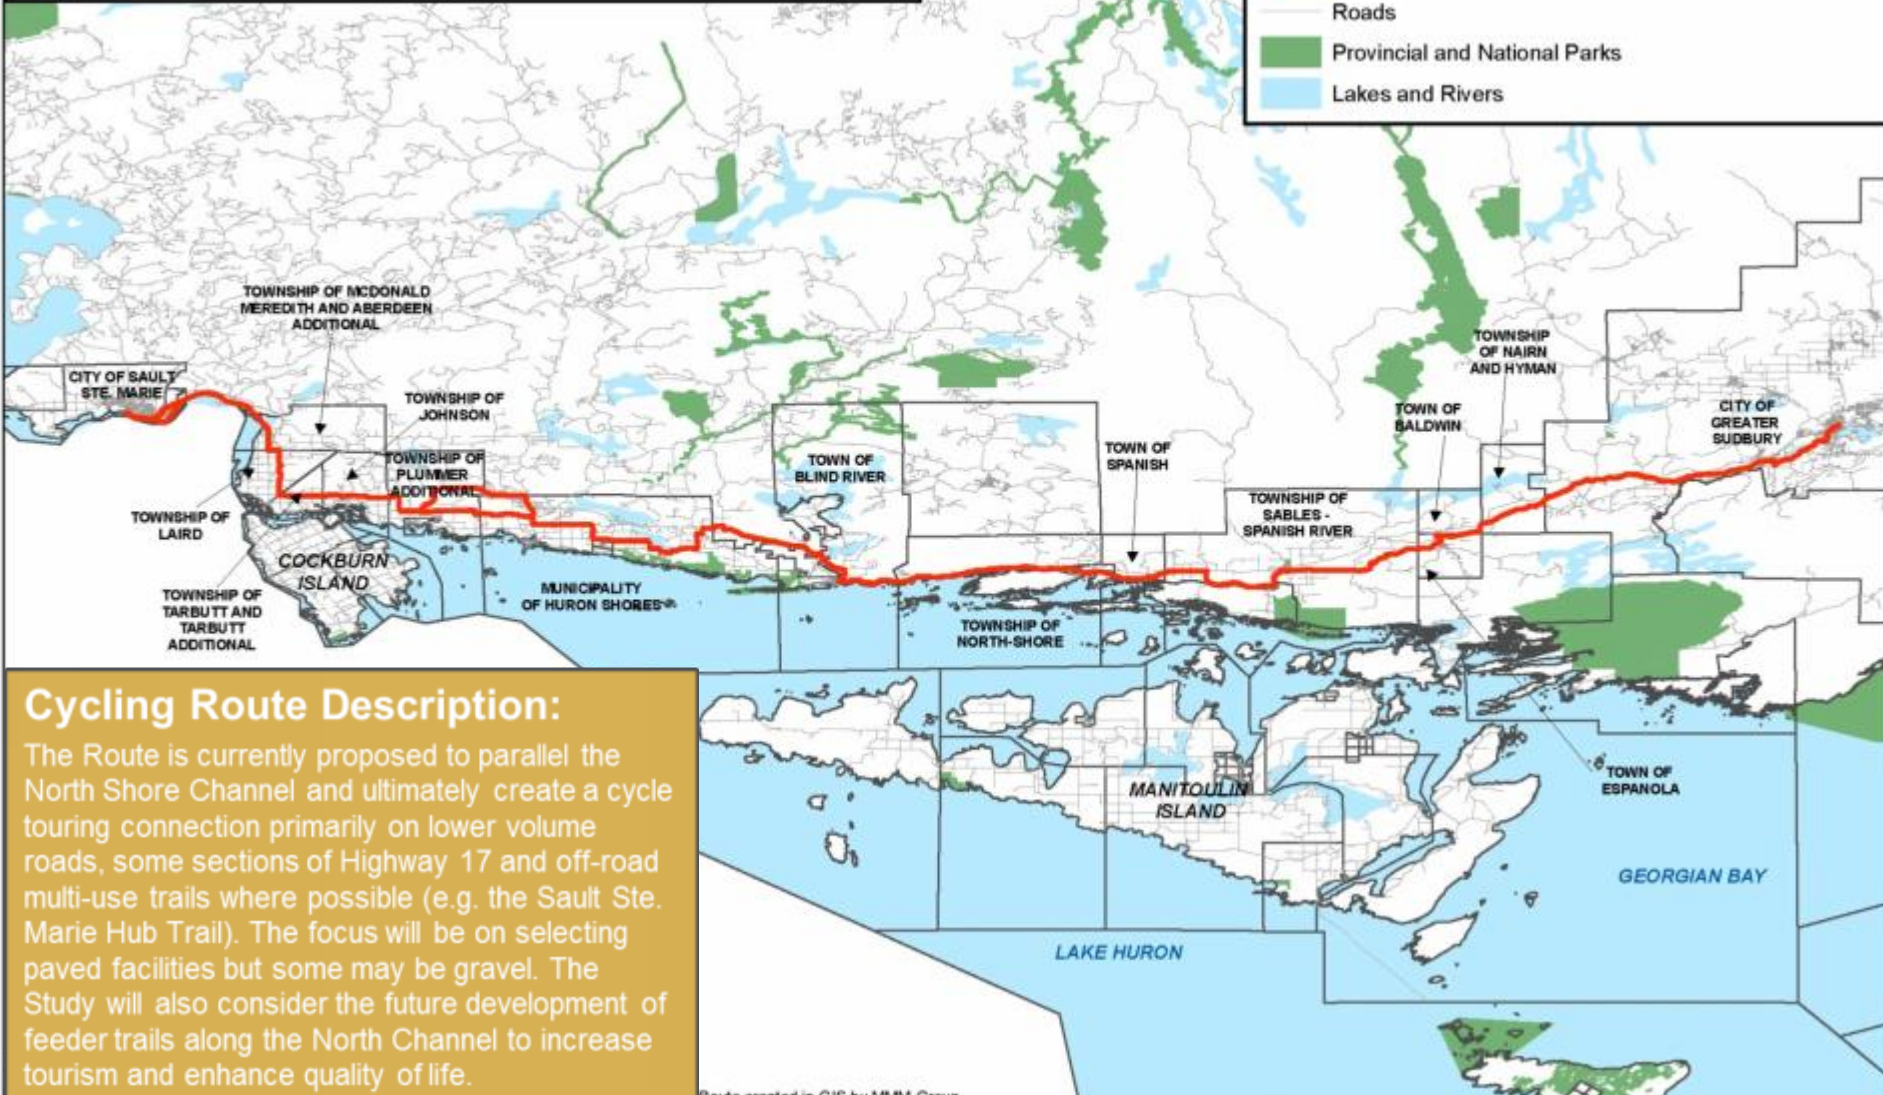 Roads
Provincial and National Parks
Lakes and Rivers
TOWNSHIP OF MCDONALD
MEREDITH AND ABERDEEN
ADDITIONAL
CITY OF SAULT
STE. MARIE
TOWNSHIP OF
JOHNSON
TOWNSHIP OF
PLUMMER
ADDITIONAL
TOWNSHIP OF
LAIRD
COCKBURN
ISLAND
TOWNSHIP OF
TARBUTT AND
TARBUTT
ADDITIONAL
MUNICIPALITY
OF HURON SHORES
TOWN OF
BLIND RIVER
TOWNSHIP OF
NORTH-SHORE
TOWN OF
SPANISH
TOWNSHIP OF
SABLES -
SPANISH RIVER
TOWN OF
BALDWIN
TOWNSHIP
OF NAIRN
AND HYMAN
CITY OF
GREATER
SUDBURY
TOWN OF
ESPANOLA
MANITOULIN
ISLAND
GEORGIAN BAY
LAKE HURON
Cycling Route Description:
The Route is currently proposed to parallel the
North Shore Channel and ultimately create a cycle
touring connection primarily on lower volume
roads, some sections of Highway 17 and off-road
multi-use trails where possible (e.g. the Sault Ste.
Marie Hub Trail). The focus will be on selecting
paved facilities but some may be gravel. The
Study will also consider the future development of
feeder trails along the North Channel to increase
tourism and enhance quality of life.
Route created in GIS by MMM Group